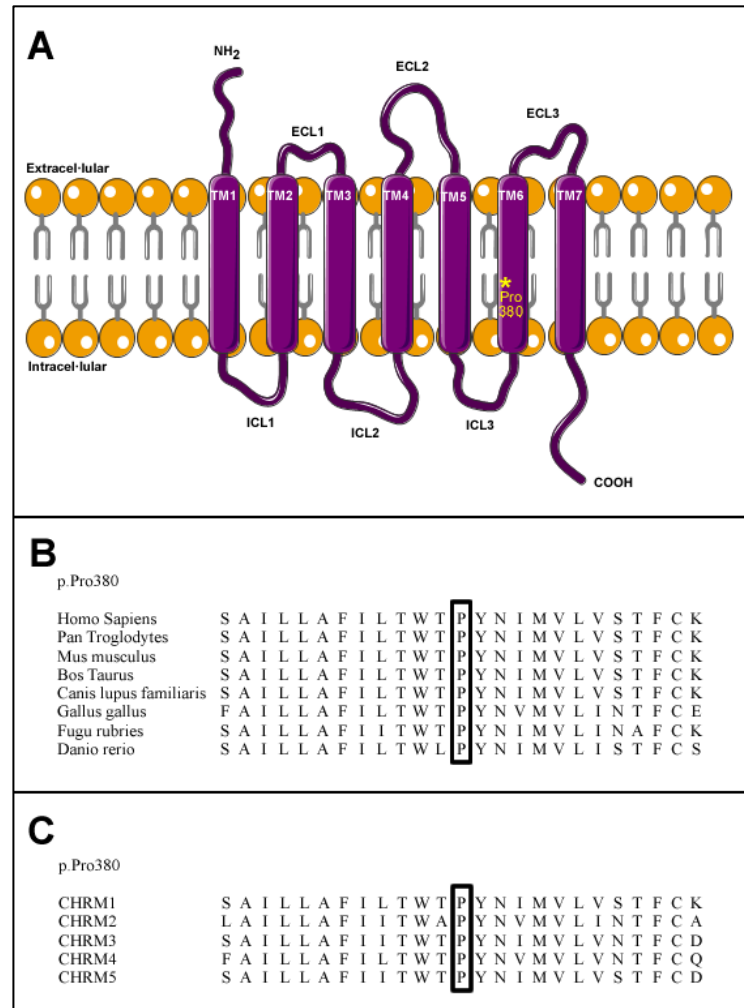 A
NH2
ECL1
ECL2
ECL3
Extracel·lular
TM1 TM2 TM3 TM4 TM5 TM6 TM7
*
Pro
380
Intracel·lular
ICL1
ICL2
ICL3
COOH
B
p.Pro380
Homo Sapiens S A I L L A F I L T W T P Y N I M V L V S T F C K
Pan Troglodytes S A I L L A F I L T W T P Y N I M V L V S T F C K
Mus musculus S A I L L A F I L T W T P Y N I M V L V S T F C K
Bos Taurus S A I L L A F I L T W T P Y N I M V L V S T F C K
Canis lupus familiaris S A I L L A F I L T W T P Y N I M V L V S T F C K
Gallus gallus F A I L L A F I L T W T P Y N V M V L I N T F C E
Fugu rubries S A I L L A F I I T W T P Y N I M V L I N A F C K
Danio rerio S A I L L A F I L T W L P Y N I M V L I S T F C S
C
p.Pro380
CHRM1 S A I L L A F I L T W T P Y N I M V L V S T F C K
CHRM2 L A I L L A F I I T W A P Y N V M V L I N T F C A
CHRM3 S A I L L A F I I T W T P Y N I M V L V N T F C D
CHRM4 F A I L L A F I L T W T P Y N V M V L V N T F C Q
CHRM5 S A I L L A F I I T W T P Y N I M V L V S T F C D